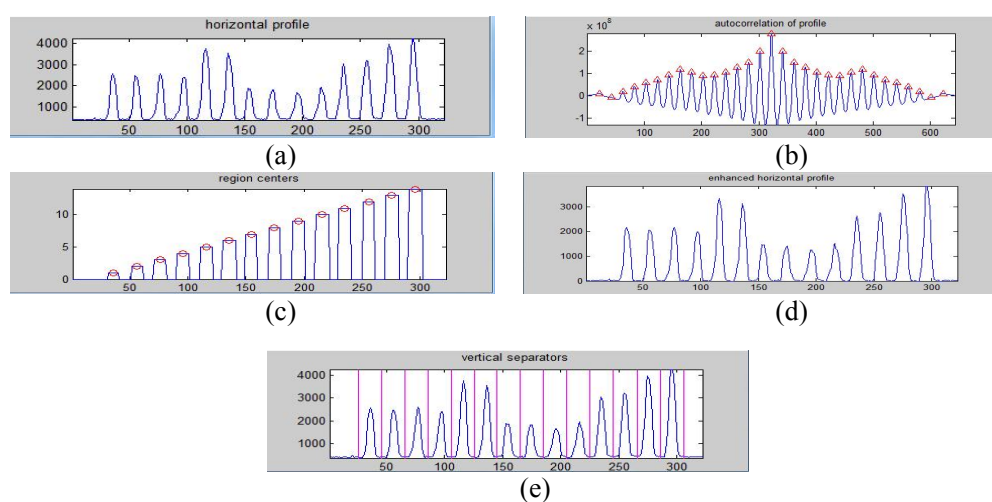 horizontal profile
4000
3000
2000
1000
50 100 150 200 250 300
(a)
autocorrelation of profile
x 10⁸
2
1
0
-1
100 200 300 400 500 600
(b)
region centers
10
5
0
50 100 150 200 250 300
(c)
enhanced horizontal profile
3000
2000
1000
0
50 100 150 200 250 300
(d)
vertical separators
4000
3000
2000
1000
50 100 150 200 250 300
(e)